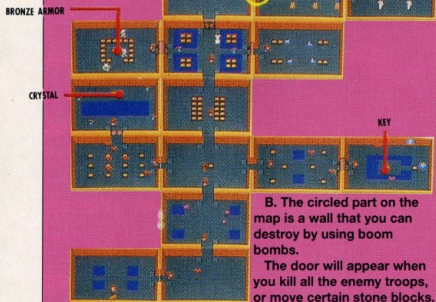 BRONZE ARMOR
CRYSTAL
KEY
B. The circled part on the
map is a wall that you can
destroy by using boom
bombs.
The door will appear when
you kill all the enemy troops,
or move certain stone blocks.